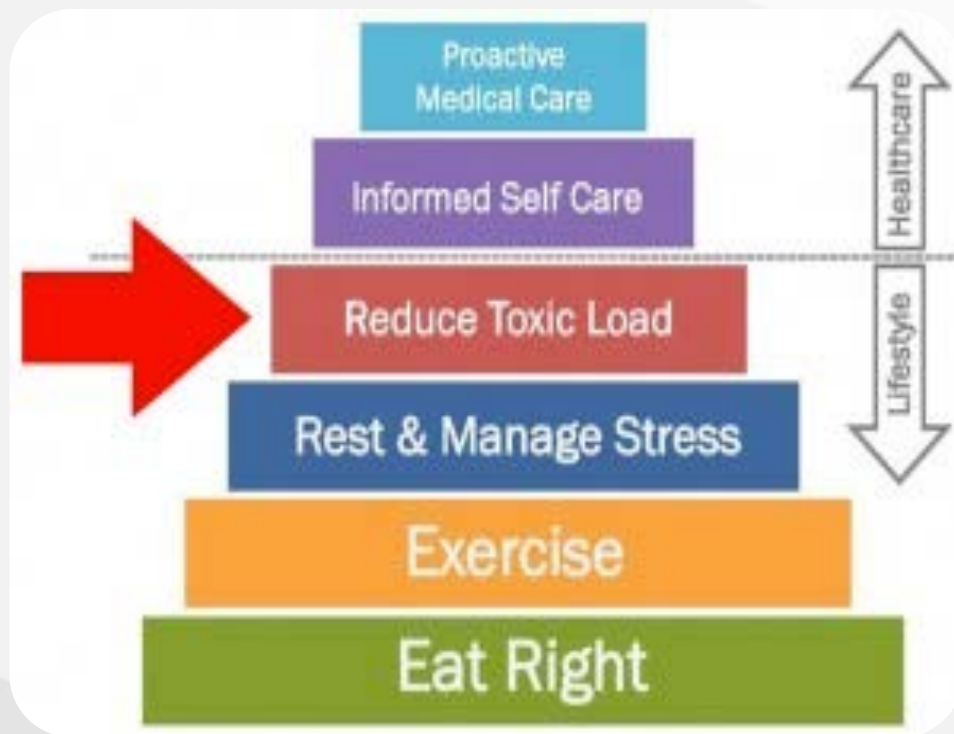 Proactive
Medical Care
Informed Self Care
Healthcare
Reduce Toxic Load
Lifestyle
Rest & Manage Stress
Exercise
Eat Right